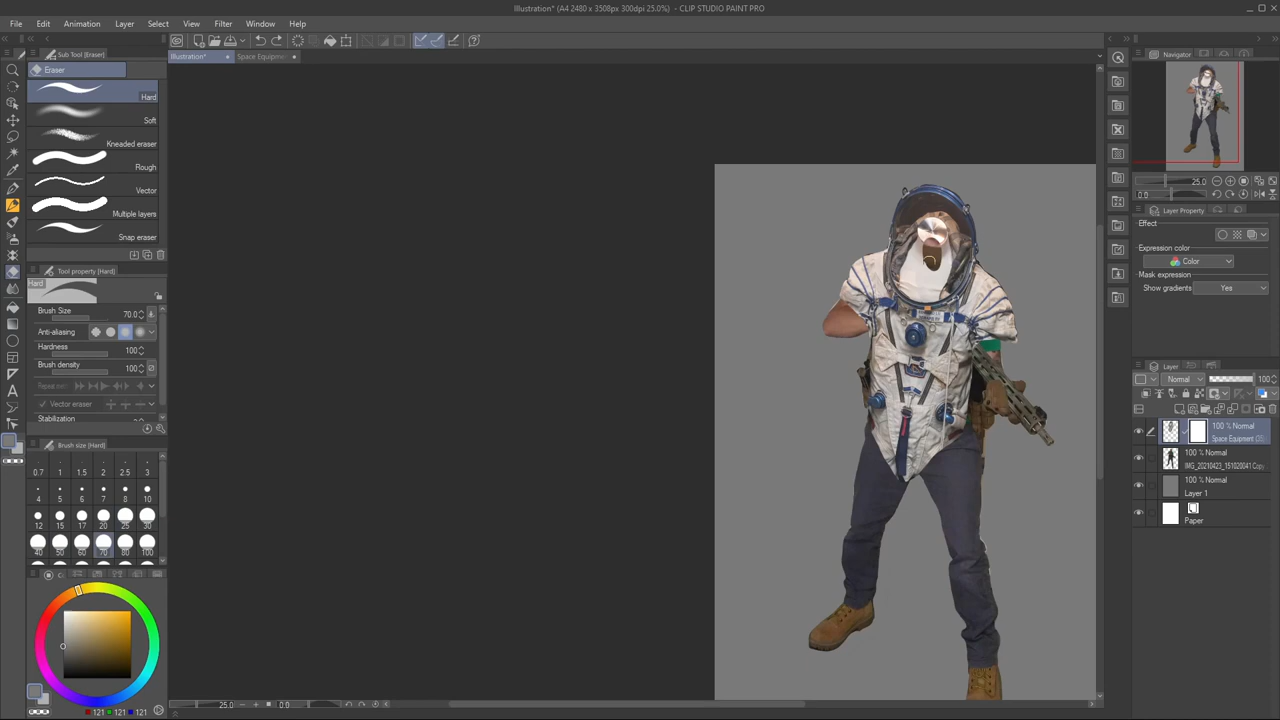 Illustration* (A4 2480 x 3508px 300dpi 25.0%) - CLIP STUDIO PAINT PRO
File Edit Animation Layer Select View Filter Window Help
Sub Tool [Eraser]
Eraser
Hard
Soft
Kneaded eraser
Rough
Vector
Multiple layers
Snap eraser
Tool property [Hard]
Hard
Brush Size 70.0
Anti-aliasing
Hardness 100
Brush density 100
Vector eraser
Stabilization
Brush size [Hard]
0.7 1 1.5 2 2.5 3
4 5 6 7 8 10
12 15 17 20 25 30
40 50 60 70 80 100
121 121 121
Illustration* Space Equipm
25.0 0.0
Navigator
25.0
0.0
Layer Property
Effect
Expression color
Color
Mask expression
Show gradients Yes
Layer
Normal 100
100 % Normal
Space Equipment (35)
100 % Normal
IMG_20210423_151020041 Copy
100 % Normal
Layer 1
Paper